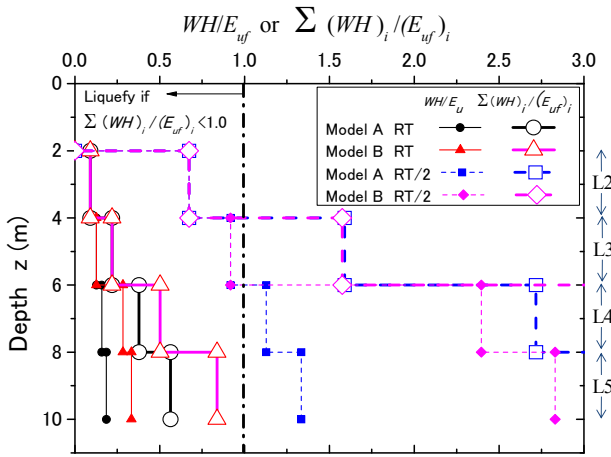 WH/E_uf or ∑ (WH)_i/(E_uf)_i
0.0 0.5 1.0 1.5 2.0 2.5 3.0
Liquefy if
∑ (WH)_i/(E_uf)_i <1.0
WH/E_u ∑(WH)_i/(E_uf)_i
Model A RT
Model B RT
Model A RT/2
Model B RT/2
Depth z (m)
0
2
4
6
8
10
L2
L3
L4
L5